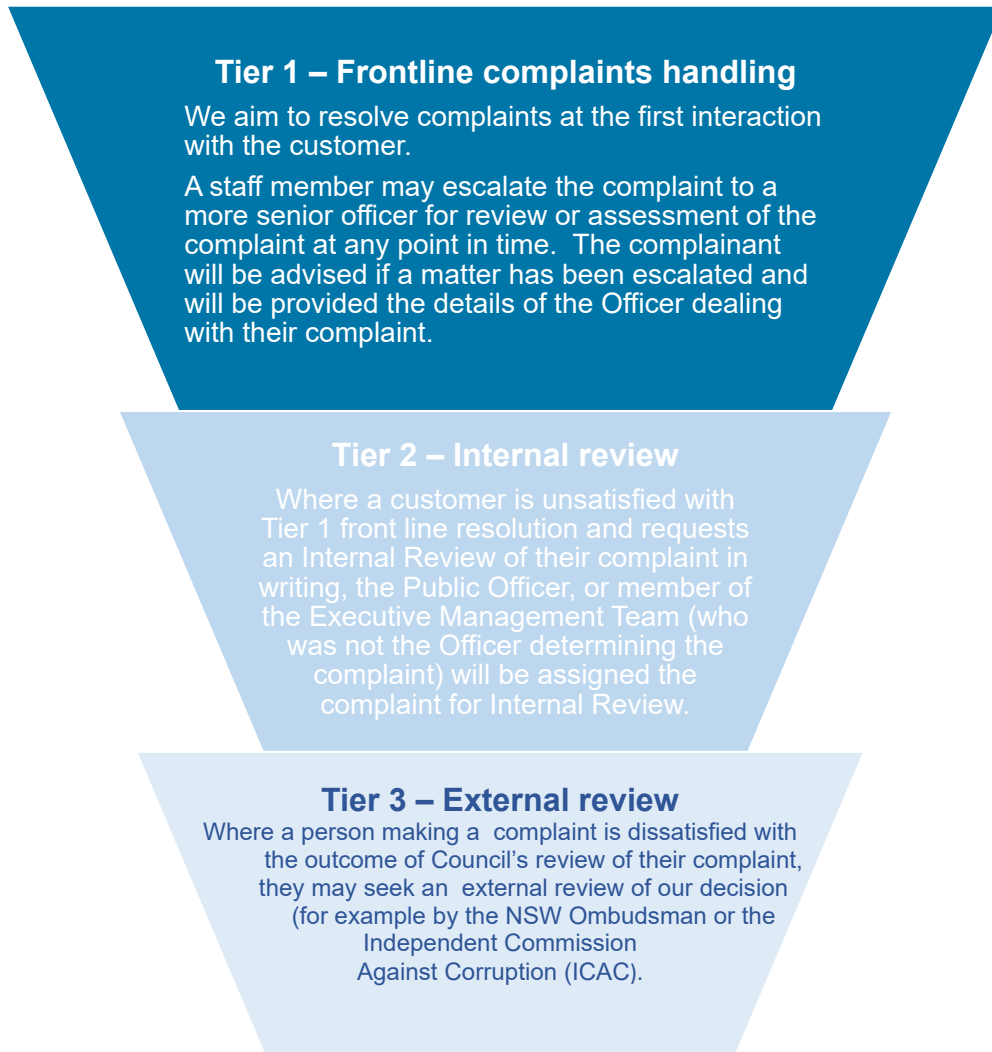 Tier 1 – Frontline complaints handling
We aim to resolve complaints at the first interaction
with the customer.
A staff member may escalate the complaint to a
more senior officer for review or assessment of the
complaint at any point in time.  The complainant
will be advised if a matter has been escalated and
will be provided the details of the Officer dealing
with their complaint.
Tier 2 – Internal review
Where a customer is unsatisfied with
Tier 1 front line resolution and requests
an Internal Review of their complaint in
writing, the Public Officer, or member of
the Executive Management Team (who
was not the Officer determining the
complaint) will be assigned the
complaint for Internal Review.
Tier 3 – External review
Where a person making a  complaint is dissatisfied with
the outcome of Council’s review of their complaint,
they may seek an  external review of our decision
(for example by the NSW Ombudsman or the
Independent Commission
Against Corruption (ICAC).